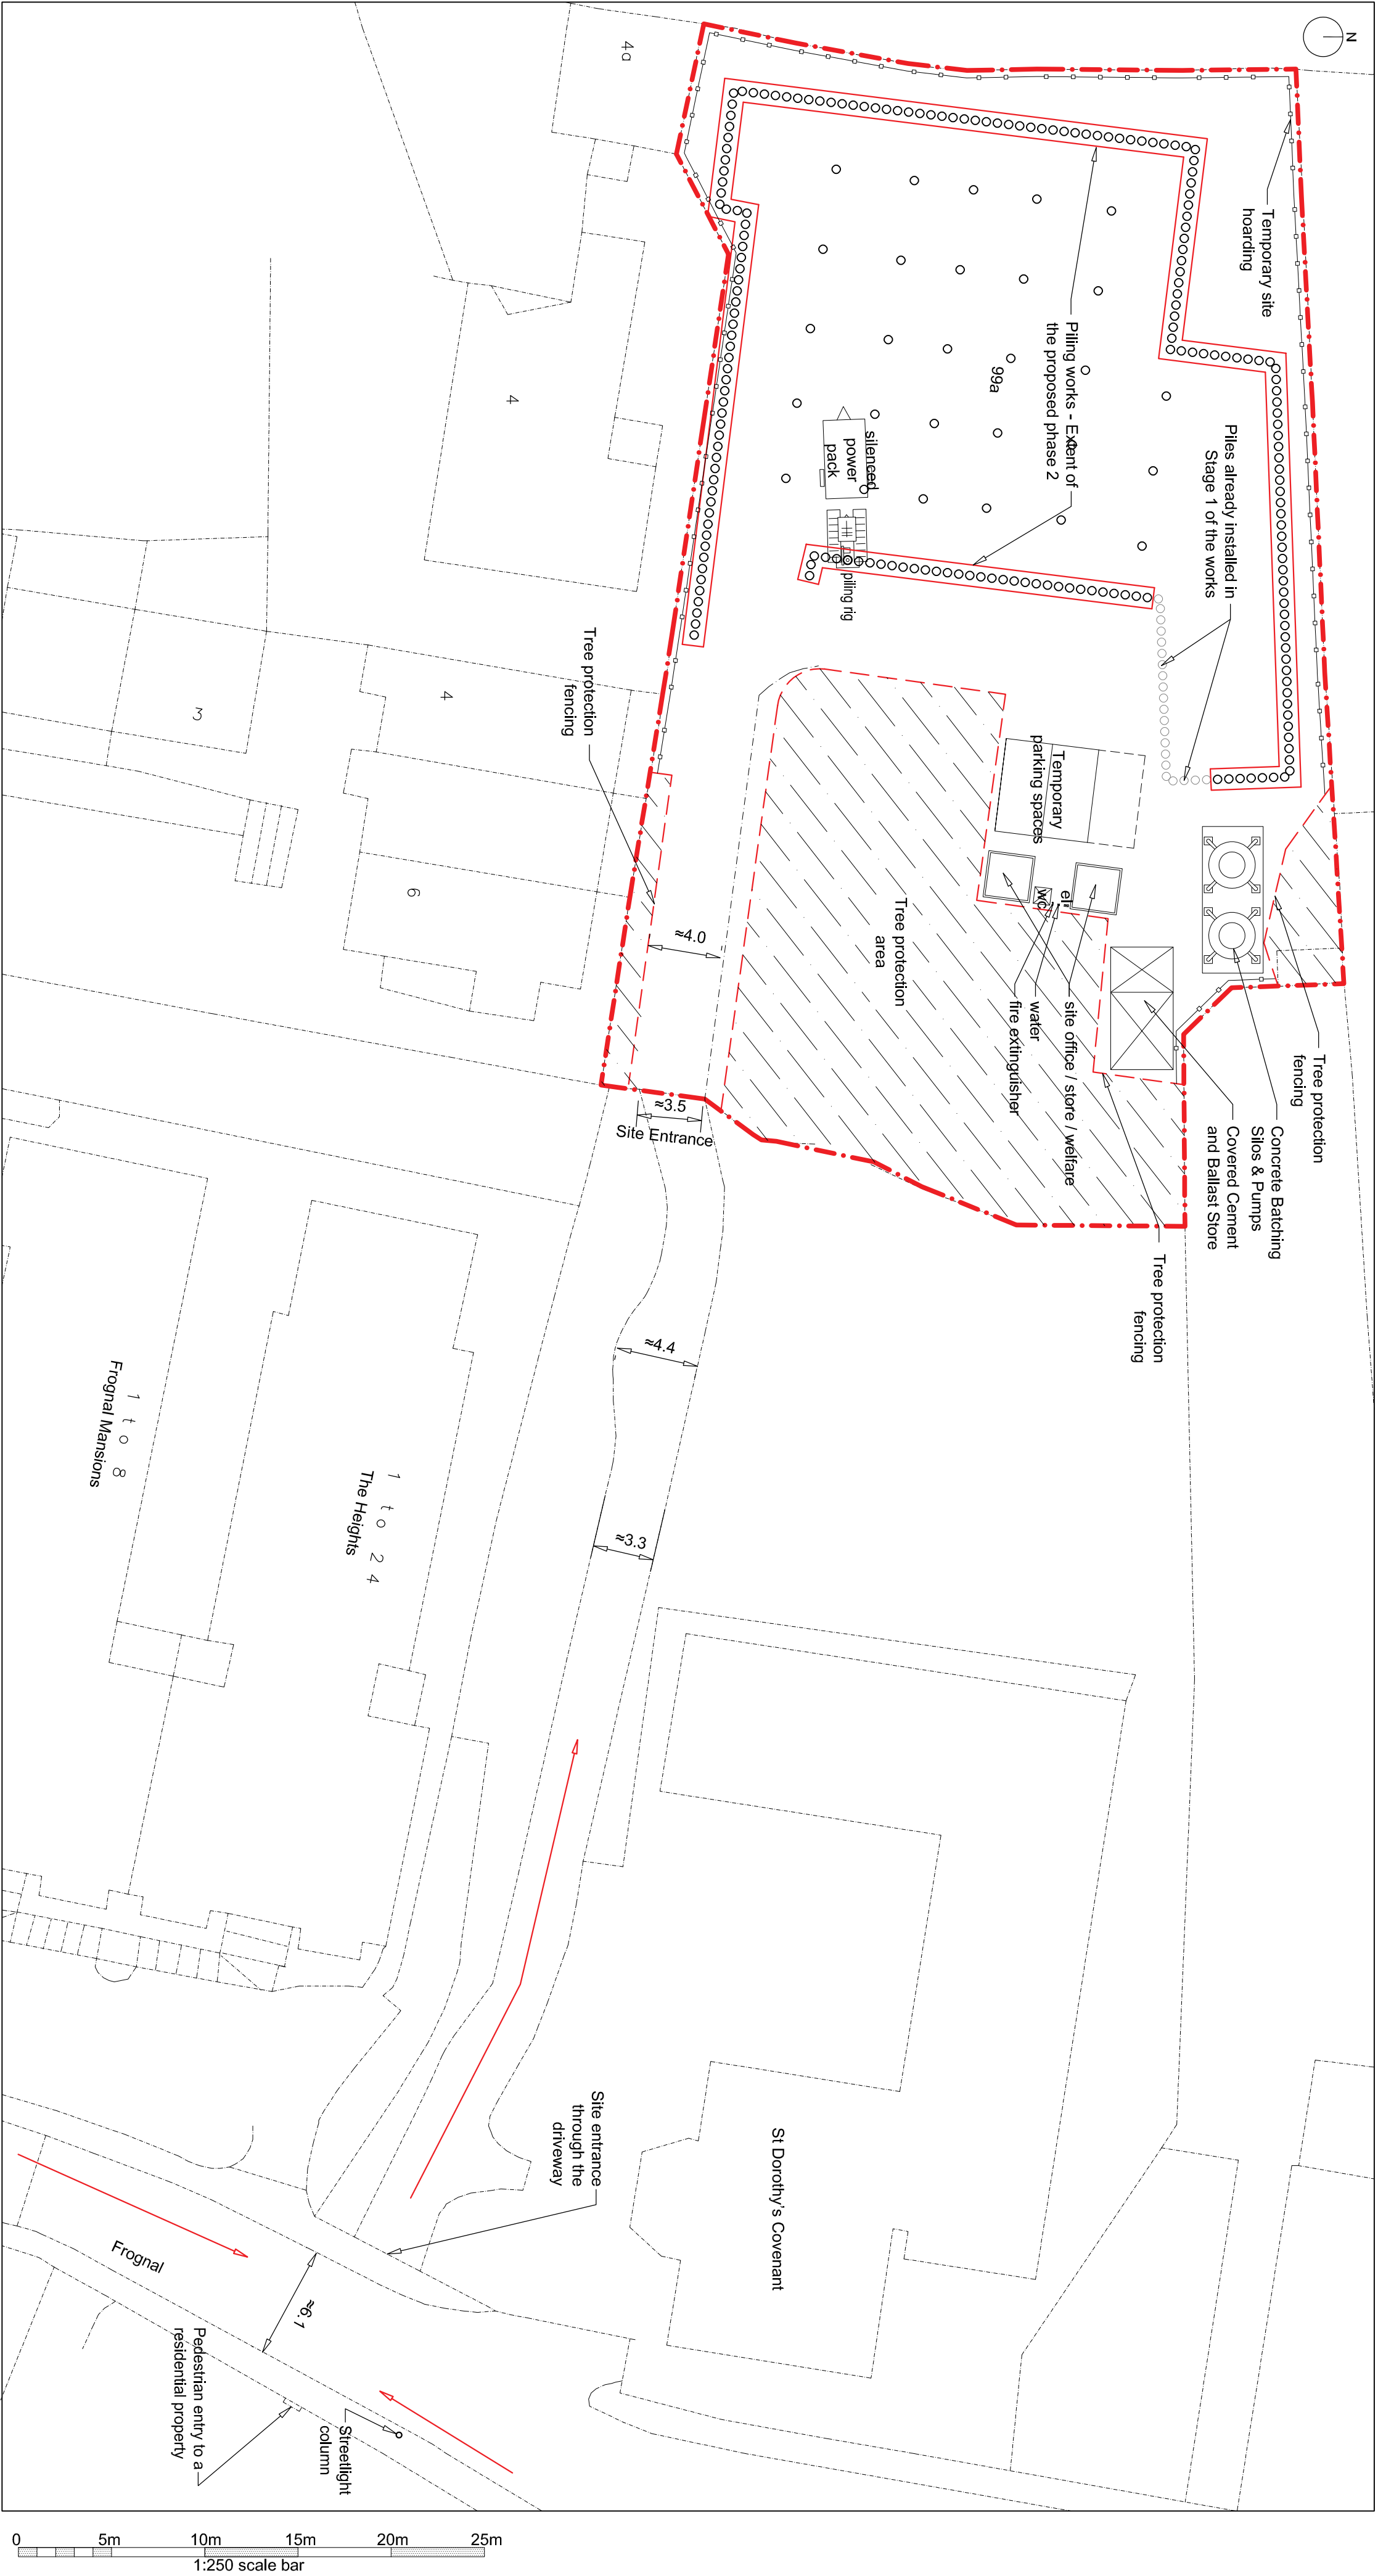 N
4a
Temporary site
hoarding
Piling works - Extent of
the proposed phase 2
99a
4
silenced
power
pack
Piles already installed in
Stage 1 of the works
piling rig
Tree protection
fencing
4
3
6
Temporary
parking spaces
Tree protection
area
wc
≈4.0
site office / store / welfare
water
fire extinguisher
Tree protection
fencing
Concrete Batching
Silos & Pumps
Covered Cement
and Ballast Store
≈3.5
Site Entrance
Tree protection
fencing
≈4.4
1 to 8
Frognal Mansions
1 to 24
The Heights
≈3.3
Site entrance
through the
driveway
St Dorothy's Covenant
Frognal
≈6.1
Pedestrian entry to a
residential property
Streetlight
column
0 5m 10m 15m 20m 25m
1:250 scale bar